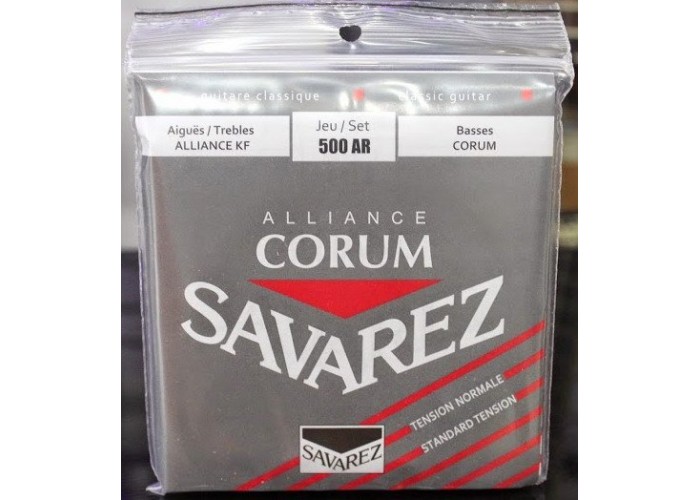 guitare classique
classic guitar
Aiguës / Trebles
ALLIANCE KF
Jeu / Set
500 AR
Basses
CORUM
ALLIANCE
CORUM
SAVAREZ
TENSION NORMALE
STANDARD TENSION
SAVAREZ